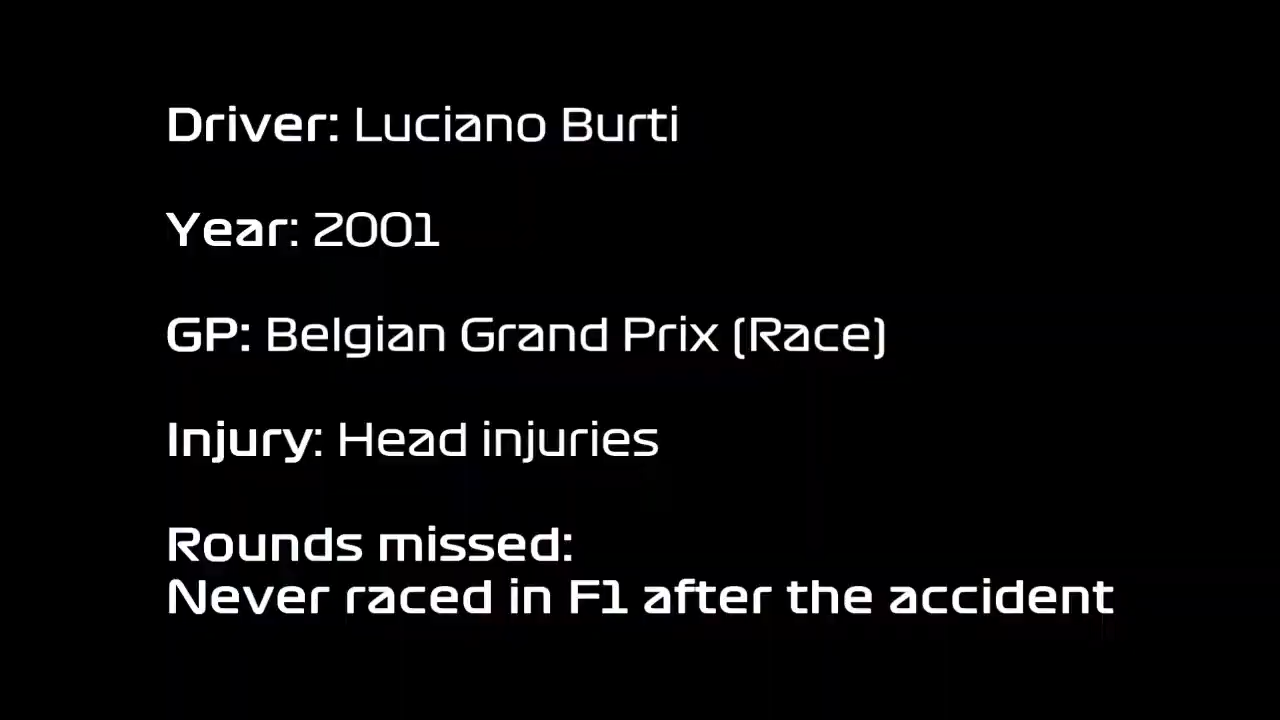 Driver: Luciano Burti
Year: 2001
GP: Belgian Grand Prix (Race)
Injury: Head injuries
Rounds missed:
Never raced in F1 after the accident